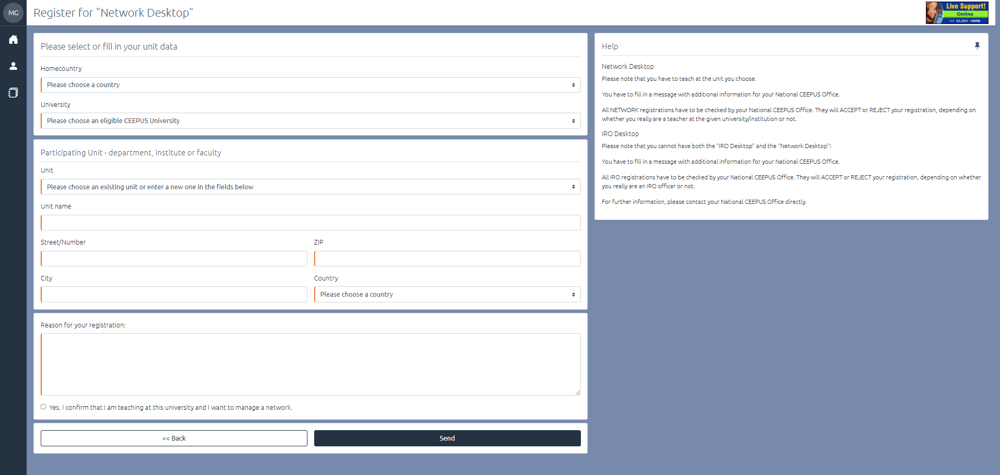 MG
Register for "Network Desktop"
Live Support!
Online
>>> CLICK HERE
Please select or fill in your unit data
Homecountry
Please choose a country
University
Please choose an eligible CEEPUS University
Participating Unit - department, institute or faculty
Unit
Please choose an existing unit or enter a new one in the fields below
Unit name
Street/Number
ZIP
City
Country
Please choose a country
Reason for your registration:
Yes, I confirm that I am teaching at this university and I want to manage a network.
<< Back
Send
Help
Network Desktop
Please note that you have to teach at the unit you choose.
You have to fill in a message with additional information for your National CEEPUS Office.
All NETWORK registrations have to be checked by your National CEEPUS Office. They will ACCEPT or REJECT your registration, depending on
whether you really are a teacher at the given university/institution or not.
IRO Desktop
Please note that you cannot have both the “IRO Desktop” and the “Network Desktop”!
You have to fill in a message with additional information for your National CEEPUS Office.
All IRO registrations have to be checked by your National CEEPUS Office. They will ACCEPT or REJECT your registration, depending on whether
you really are an IRO officer or not.
For further information, please contact your National CEEPUS Office directly.